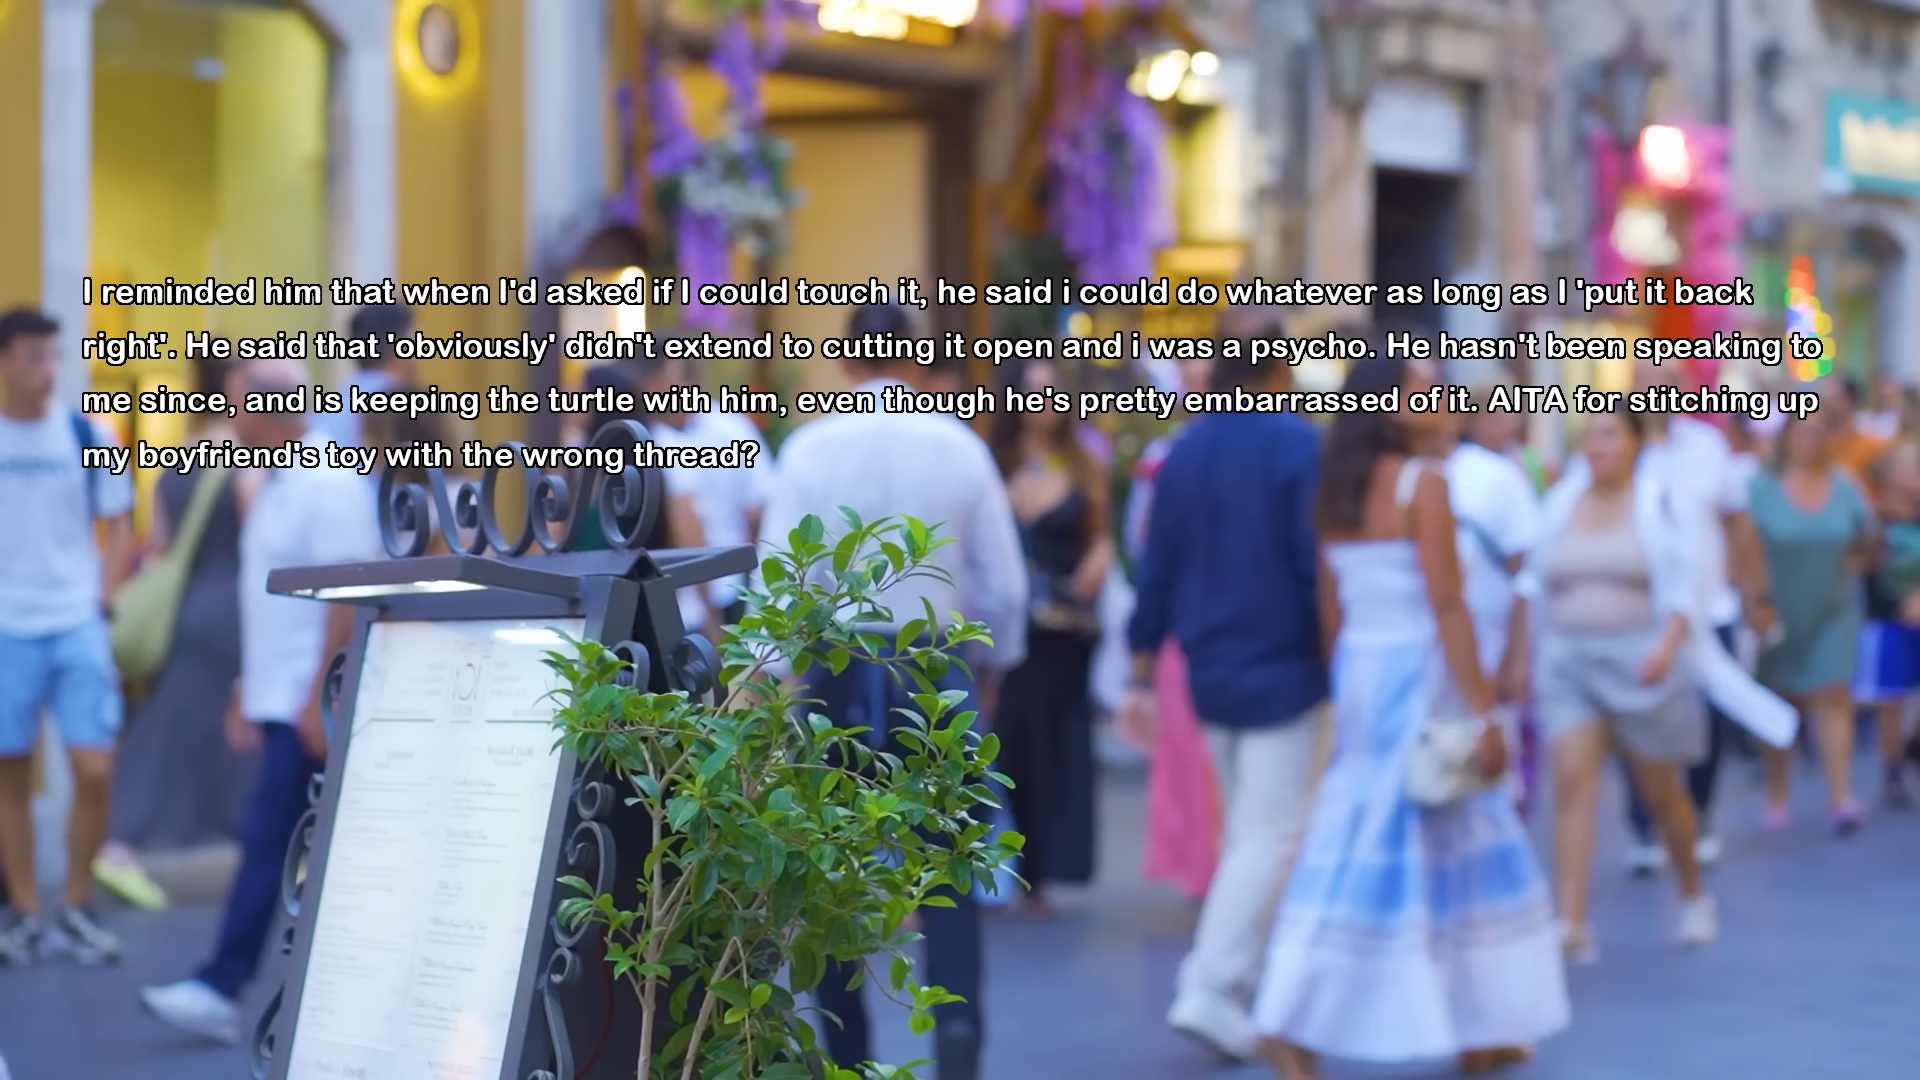 I reminded him that when I'd asked if I could touch it, he said i could do whatever as long as I 'put it back
right'. He said that 'obviously' didn't extend to cutting it open and i was a psycho. He hasn't been speaking to
me since, and is keeping the turtle with him, even though he's pretty embarrassed of it. AITA for stitching up
my boyfriend's toy with the wrong thread?